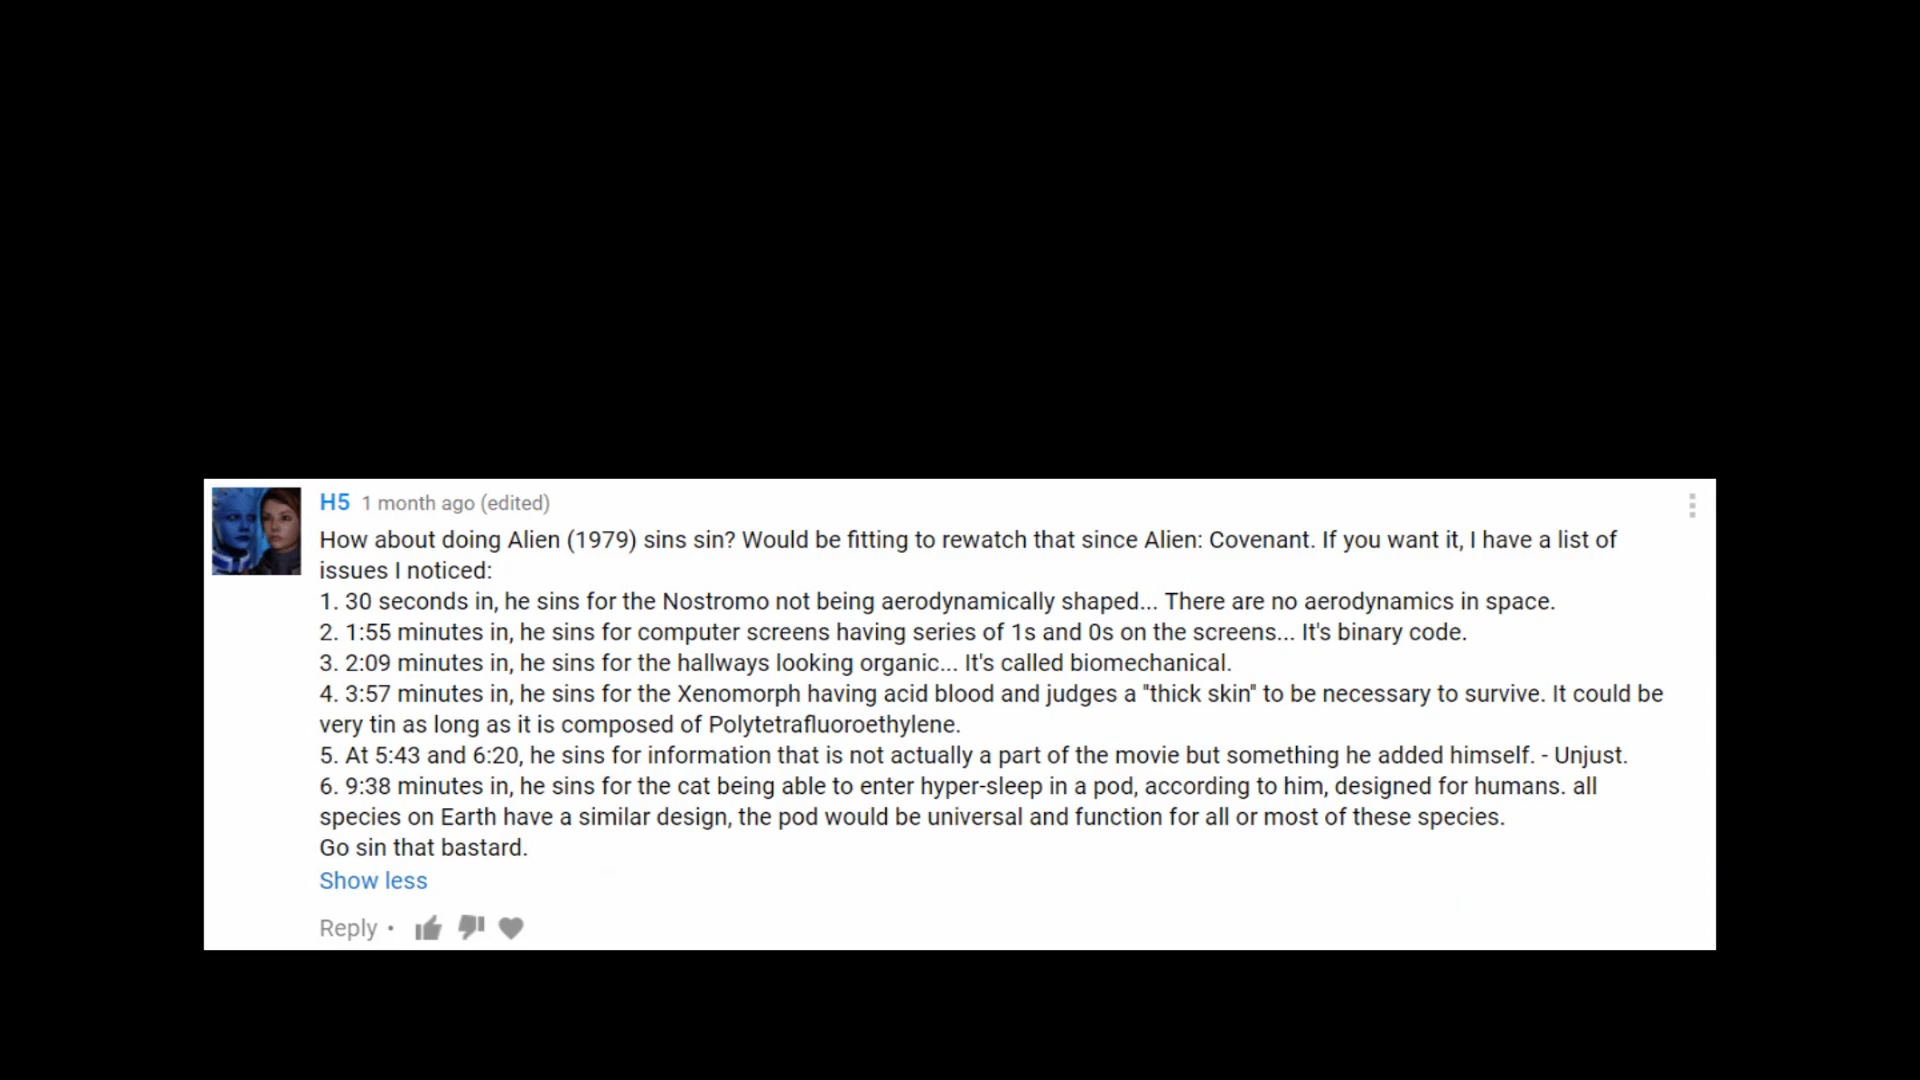 H5 1 month ago (edited)
How about doing Alien (1979) sins sin? Would be fitting to rewatch that since Alien: Covenant. If you want it, I have a list of
issues I noticed:
1. 30 seconds in, he sins for the Nostromo not being aerodynamically shaped... There are no aerodynamics in space.
2. 1:55 minutes in, he sins for computer screens having series of 1s and 0s on the screens... It's binary code.
3. 2:09 minutes in, he sins for the hallways looking organic... It's called biomechanical.
4. 3:57 minutes in, he sins for the Xenomorph having acid blood and judges a "thick skin" to be necessary to survive. It could be
very tin as long as it is composed of Polytetrafluoroethylene.
5. At 5:43 and 6:20, he sins for information that is not actually a part of the movie but something he added himself. - Unjust.
6. 9:38 minutes in, he sins for the cat being able to enter hyper-sleep in a pod, according to him, designed for humans. all
species on Earth have a similar design, the pod would be universal and function for all or most of these species.
Go sin that bastard.
Show less
Reply •